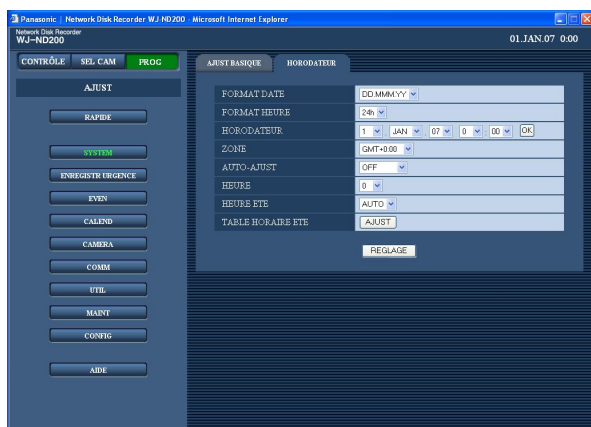 Panasonic | Network Disk Recorder WJ-ND200 - Microsoft Internet Explorer
Network Disk Recorder
WJ-ND200
01.JAN.07 0:00
CONTRÔLE SEL CAM PROG
AJUST
RAPIDE
SYSTEM
ENREGISTR URGENCE
EVEN
CALEND
CAMERA
COMM
UTIL
MAINT
CONFIG
AIDE
AJUST BASIQUE HORODATEUR
FORMAT DATE DD.MMM.YY
FORMAT HEURE 24h
HORODATEUR 1 . JAN . 07 0 : 00 OK
ZONE GMT+0:00
AUTO-AJUST OFF
HEURE 0
HEURE ETE AUTO
TABLE HORAIRE ETE AJUST
REGLAGE